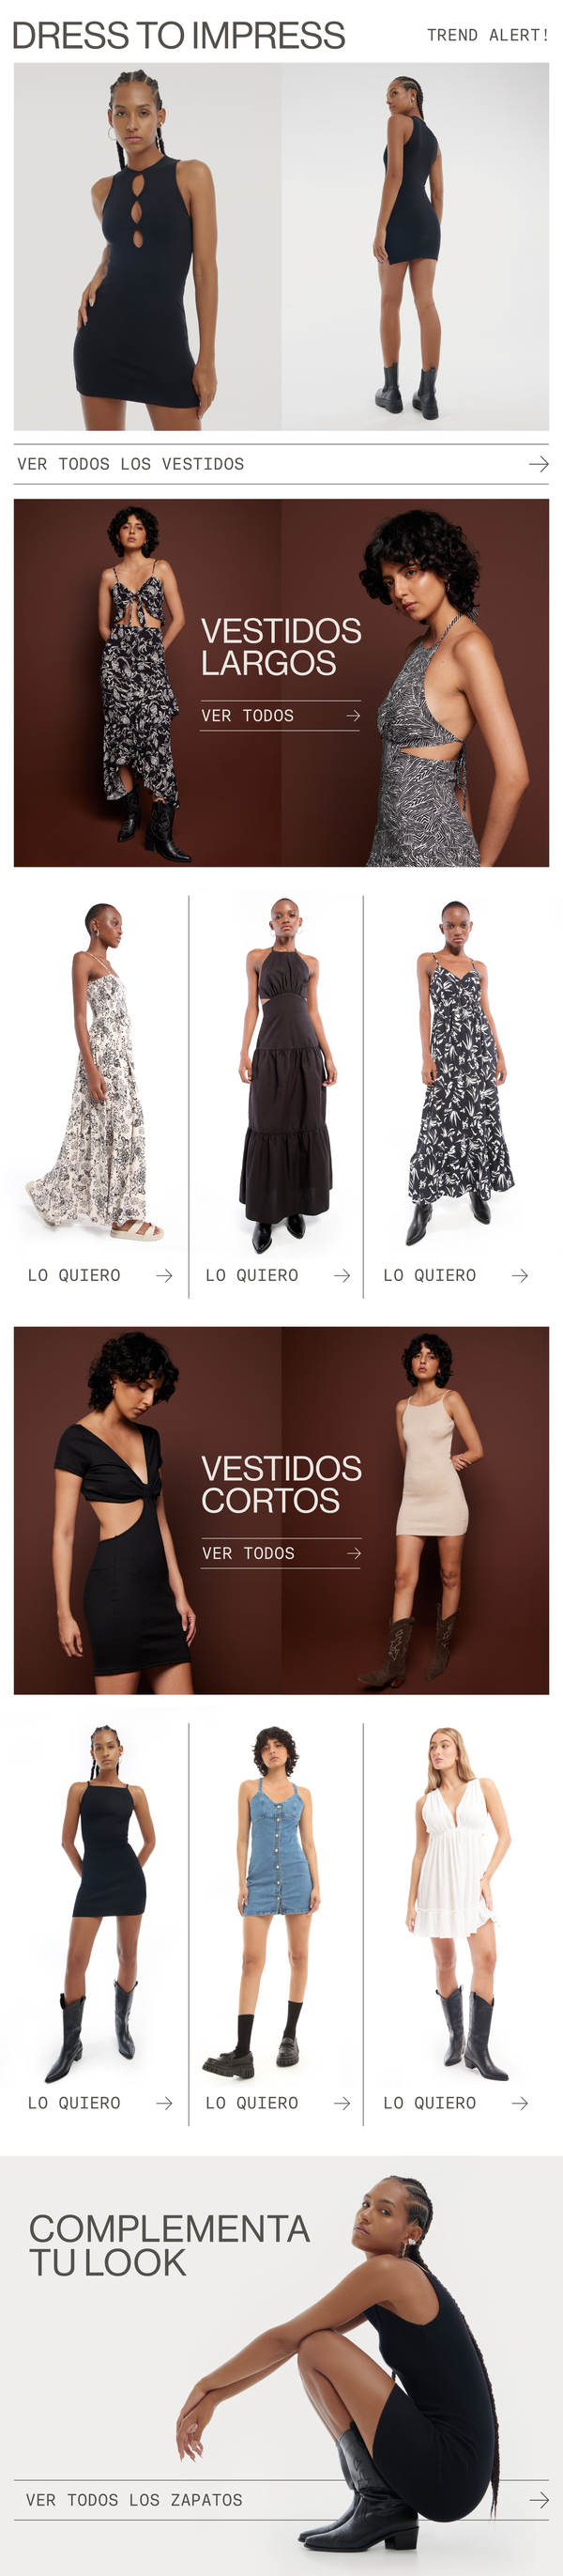 DRESS TO IMPRESS
TREND ALERT!
VER TODOS LOS VESTIDOS
VESTIDOS
LARGOS
VER TODOS
LO QUIERO
LO QUIERO
LO QUIERO
VESTIDOS
CORTOS
VER TODOS
LO QUIERO
LO QUIERO
LO QUIERO
COMPLEMENTA
TU LOOK
VER TODOS LOS ZAPATOS